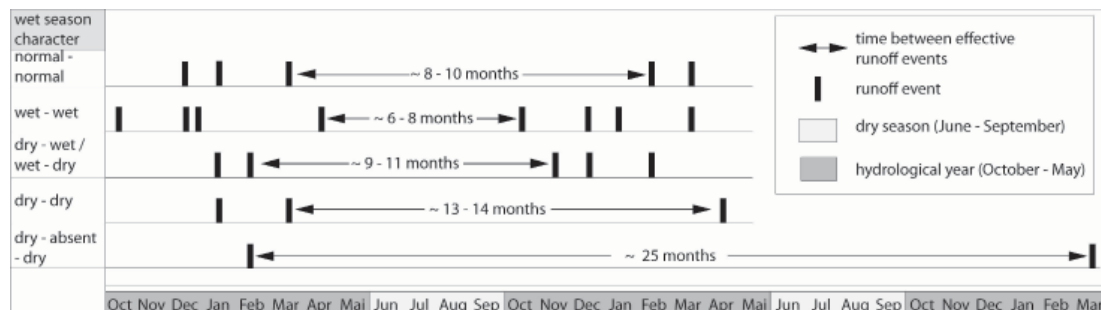 wet season
character
normal -
normal
~ 8 - 10 months
wet - wet
~ 6 - 8 months
dry - wet /
wet - dry
~ 9 - 11 months
dry - dry
~ 13 - 14 months
dry - absent
- dry
~ 25 months
time between effective
runoff events
runoff event
dry season (June - September)
hydrological year (October - May)
Oct Nov Dec Jan Feb Mar Apr Mai Jun Jul Aug Sep Oct Nov Dec Jan Feb Mar Apr Mai Jun Jul Aug Sep Oct Nov Dec Jan Feb Mar